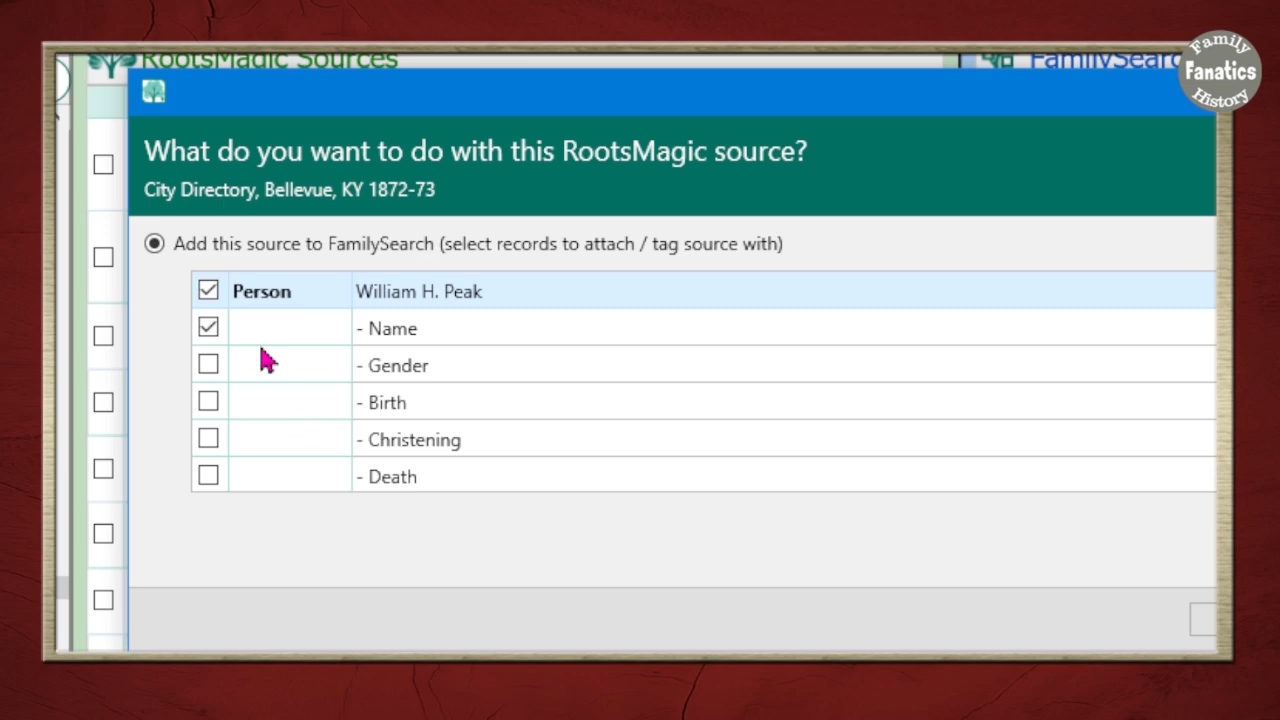 RootsMagic Sources
FamilySearc
Family
Fanatics
History
What do you want to do with this RootsMagic source?
City Directory, Bellevue, KY 1872-73
Add this source to FamilySearch (select records to attach / tag source with)
Person William H. Peak
- Name
- Gender
- Birth
- Christening
- Death